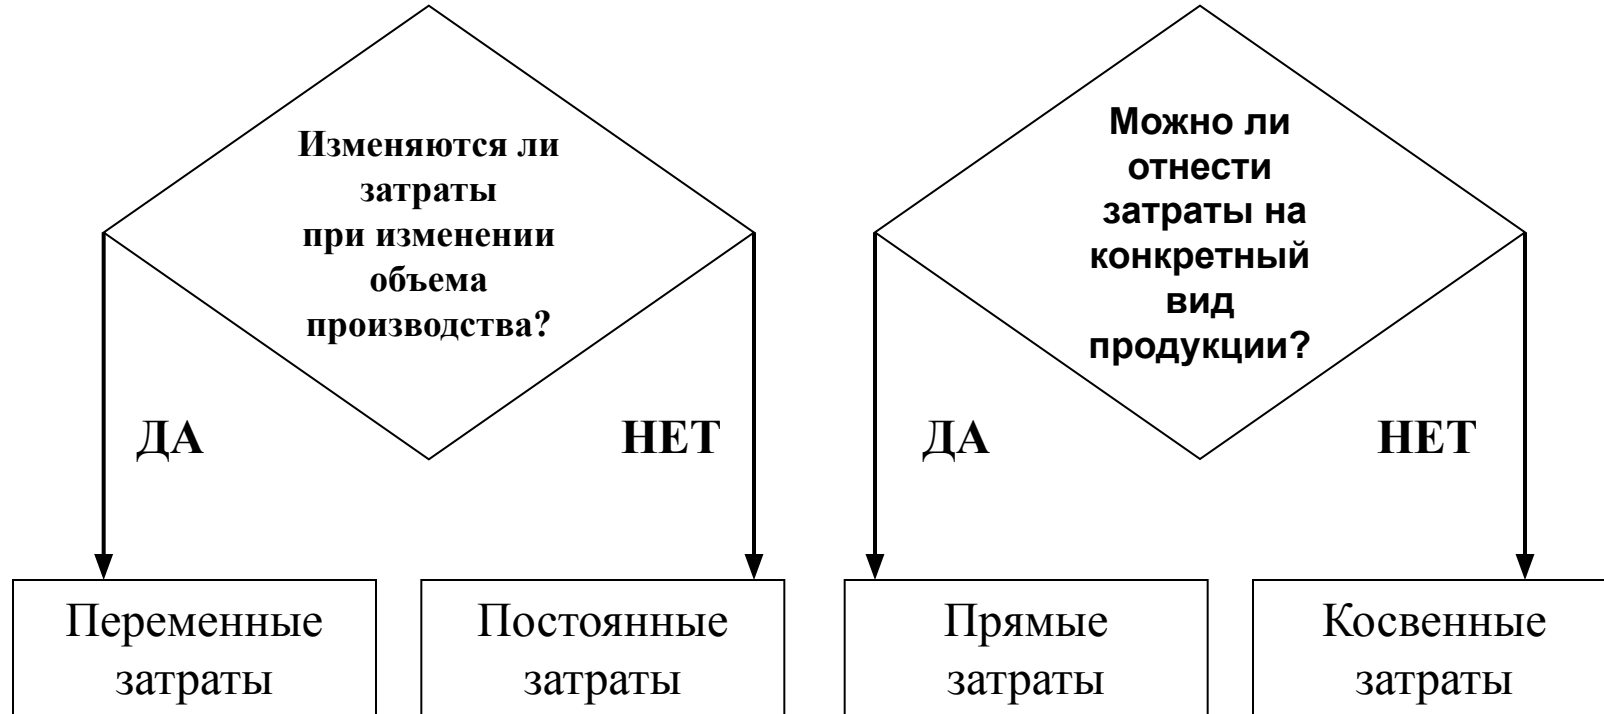 Изменяются ли
затраты
при изменении
объема
производства?
ДА
НЕТ
Переменные
затраты
Постоянные
затраты
Можно ли
отнести
затраты на
конкретный
вид
продукции?
ДА
НЕТ
Прямые
затраты
Косвенные
затраты